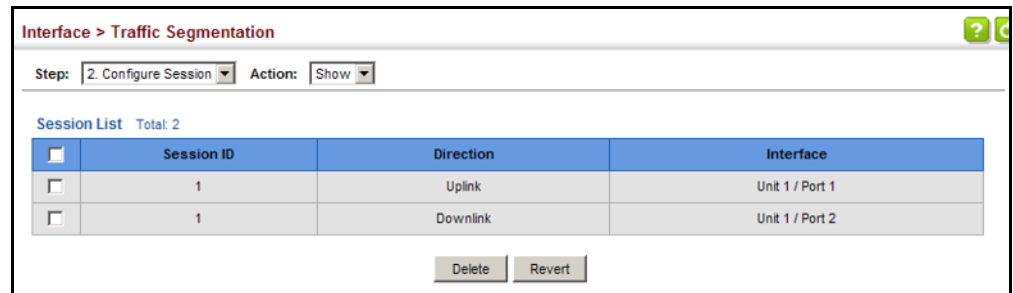 Interface > Traffic Segmentation ?
Step: 2. Configure Session Action: Show
Session List Total: 2
Session ID Direction Interface
1 Uplink Unit 1 / Port 1
1 Downlink Unit 1 / Port 2
Delete Revert